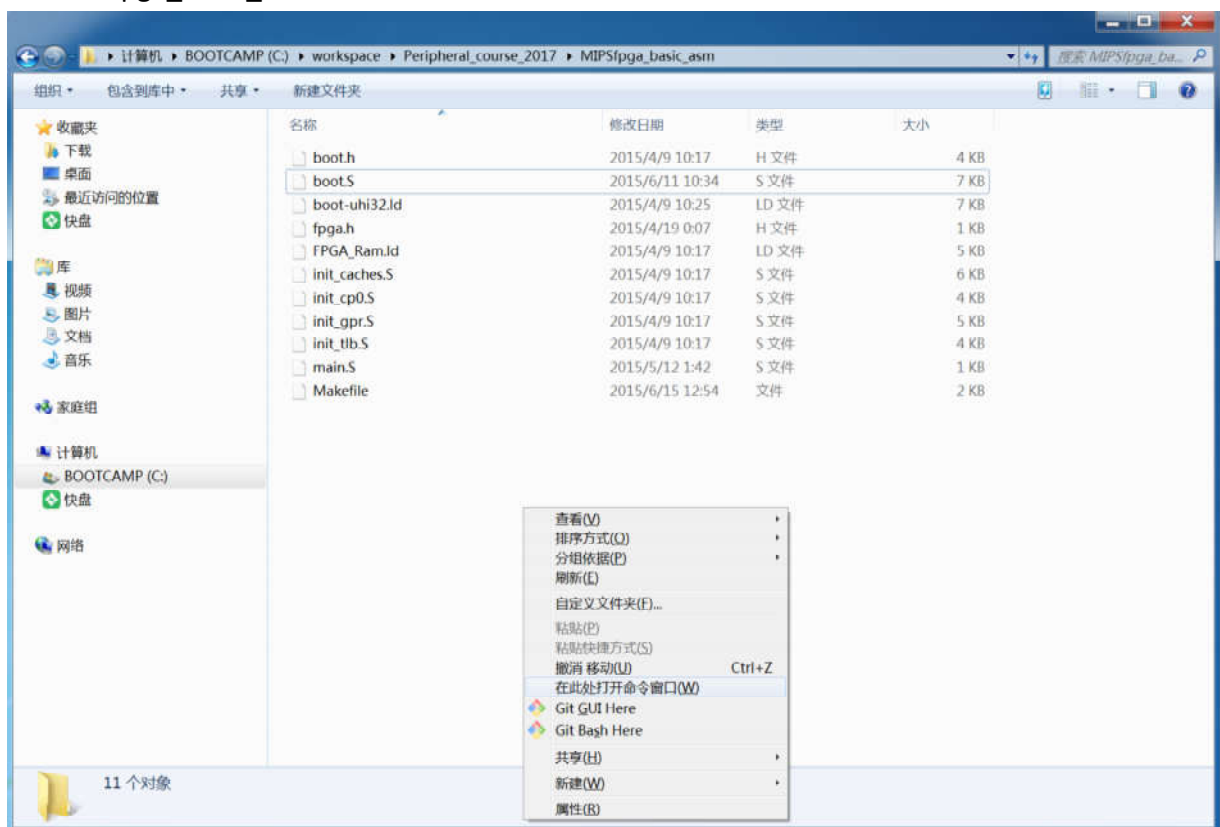 计算机 ▸ BOOTCAMP (C:) ▸ workspace ▸ Peripheral_course_2017 ▸ MIPSfpga_basic_asm
搜索 MIPSfpga_ba...
组织 包含到库中 共享 新建文件夹
收藏夹
下载
桌面
最近访问的位置
快盘
库
视频
图片
文档
音乐
家庭组
计算机
BOOTCAMP (C:)
快盘
网络
名称 修改日期 类型 大小
boot.h 2015/4/9 10:17 H 文件 4 KB
boot.S 2015/6/11 10:34 S 文件 7 KB
boot-uhi32.ld 2015/4/9 10:25 LD 文件 7 KB
fpga.h 2015/4/19 0:07 H 文件 1 KB
FPGA_Ram.ld 2015/4/9 10:17 LD 文件 5 KB
init_caches.S 2015/4/9 10:17 S 文件 6 KB
init_cp0.S 2015/4/9 10:17 S 文件 4 KB
init_gpr.S 2015/4/9 10:17 S 文件 5 KB
init_tlb.S 2015/4/9 10:17 S 文件 4 KB
main.S 2015/5/12 1:42 S 文件 1 KB
Makefile 2015/6/15 12:54 文件 2 KB
查看(V)
排序方式(O)
分组依据(P)
刷新(E)
自定义文件夹(F)...
粘贴(P)
粘贴快捷方式(S)
撤消 移动(U) Ctrl+Z
在此处打开命令窗口(W)
Git GUI Here
Git Bash Here
共享(H)
新建(W)
属性(R)
11 个对象